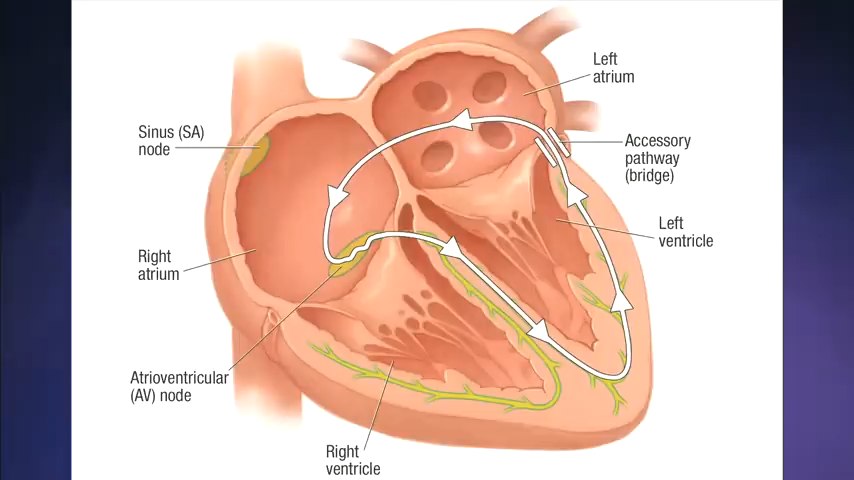 Left
atrium
Sinus (SA)
node
Accessory
pathway
(bridge)
Left
ventricle
Right
atrium
Atrioventricular
(AV) node
Right
ventricle